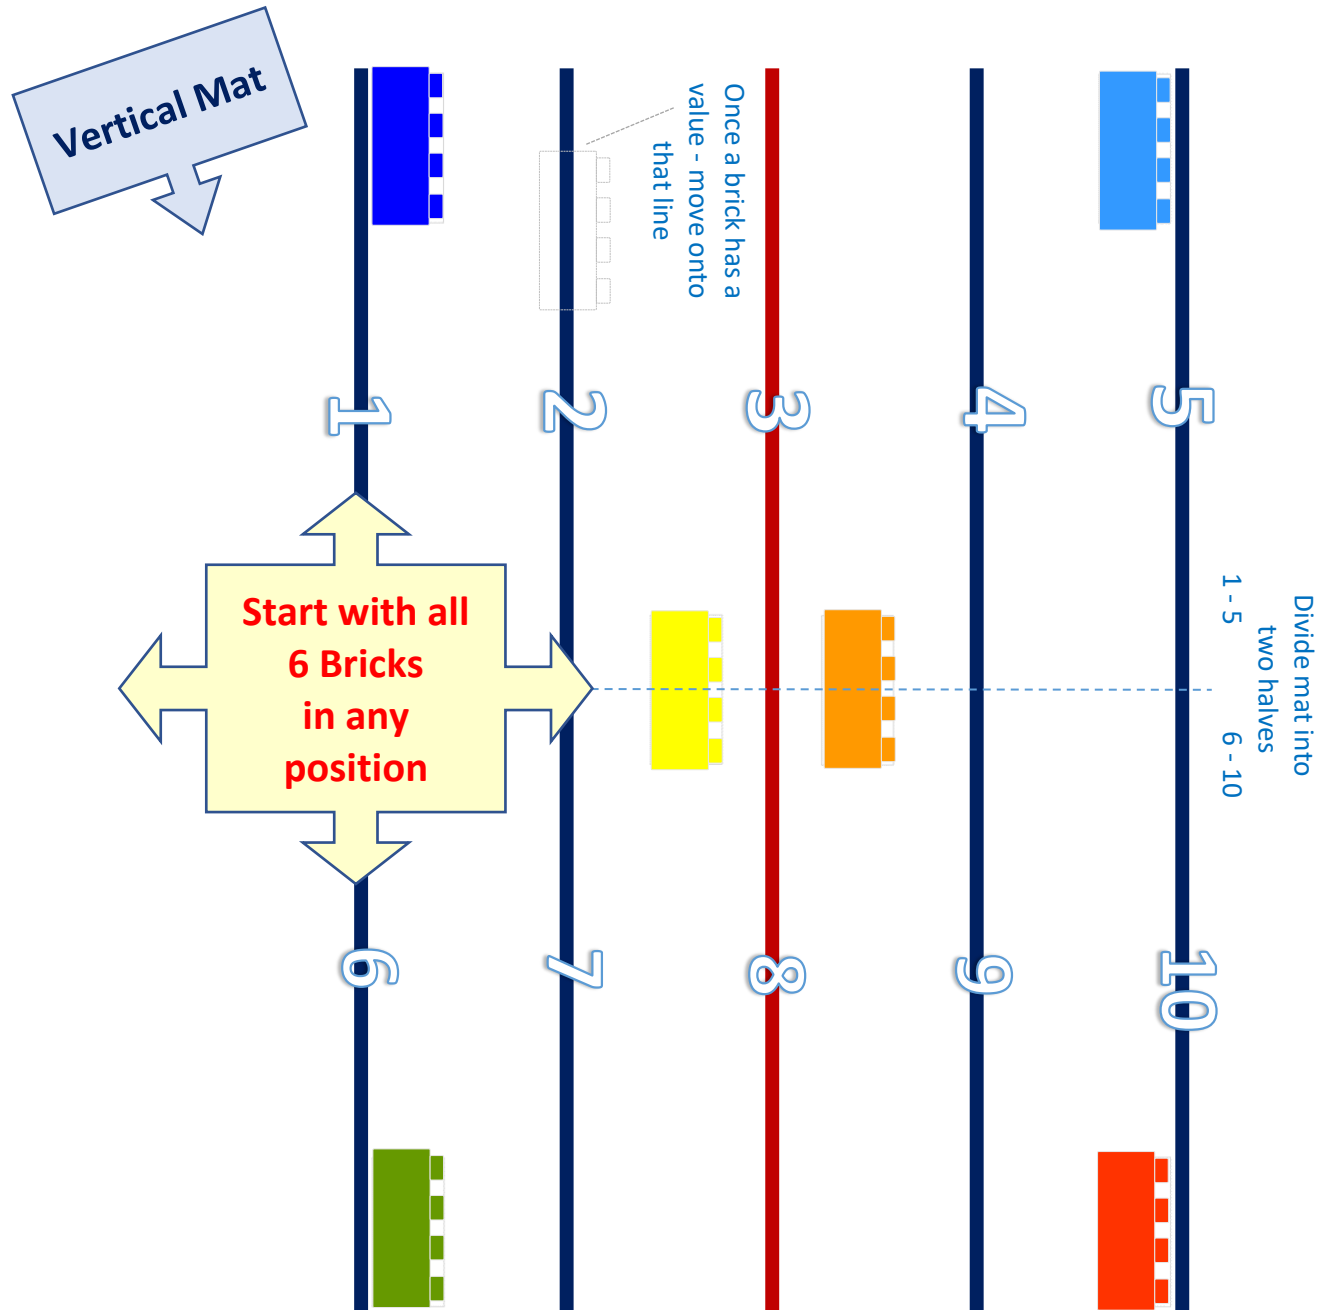 Vertical Mat
Once a brick has a
value - move onto
that line
1
2
3
4
5
Start with all
6 Bricks
in any
position
Divide mat into
two halves
1 - 5
6 - 10
6
7
8
9
10